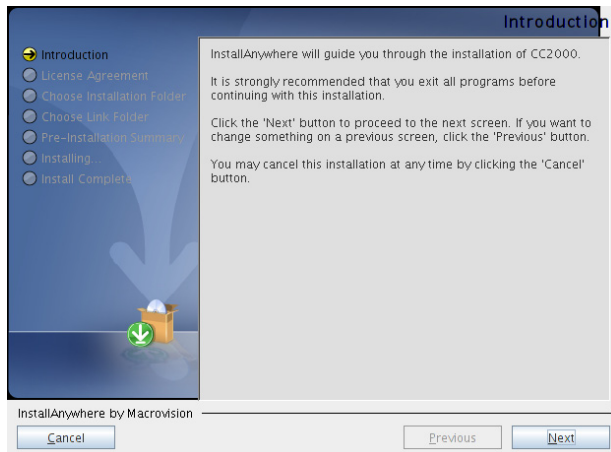 Introduction
Introduction
License Agreement
Choose Installation Folder
Choose Link Folder
Pre-Installation Summary
Installing...
Install Complete
InstallAnywhere will guide you through the installation of CC2000.
It is strongly recommended that you exit all programs before
continuing with this installation.
Click the 'Next' button to proceed to the next screen. If you want to
change something on a previous screen, click the 'Previous' button.
You may cancel this installation at any time by clicking the 'Cancel'
button.
InstallAnywhere by Macrovision
Cancel
Previous
Next